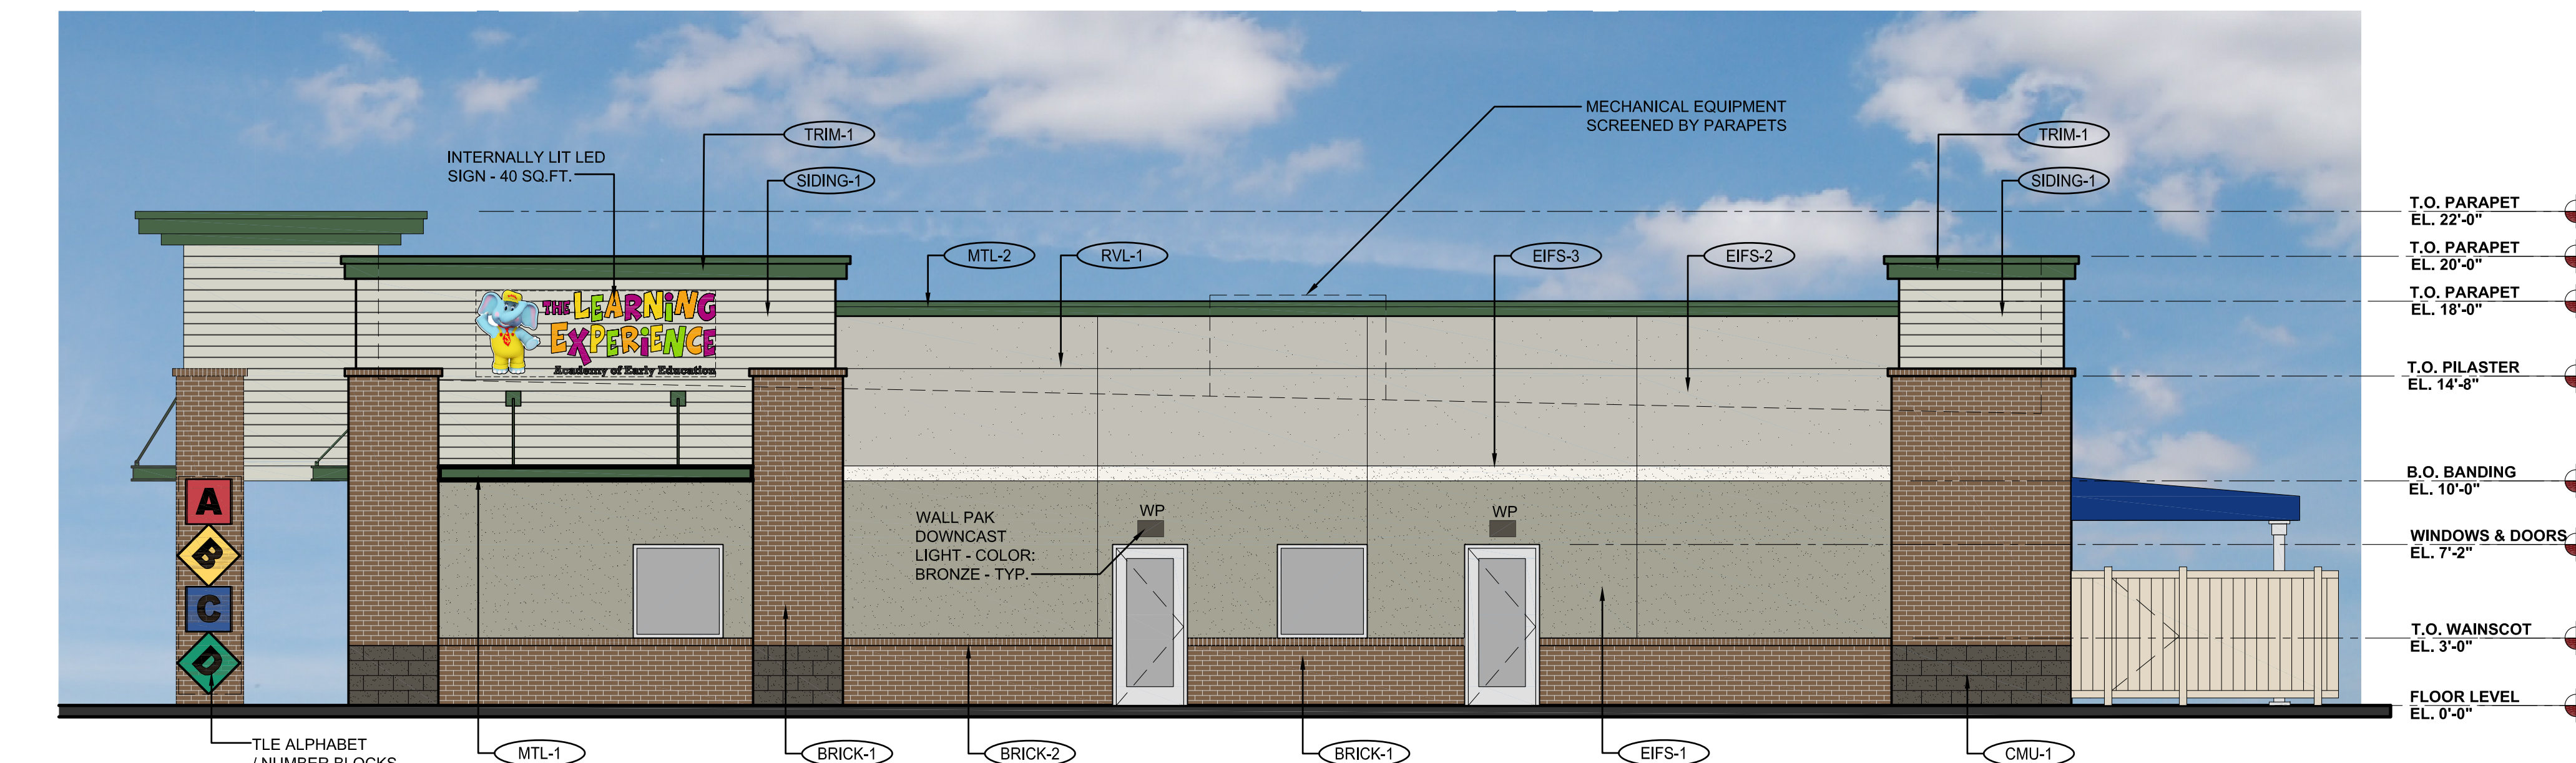 TRIM-1
MECHANICAL EQUIPMENT
SCREENED BY PARAPETS
TRIM-1
INTERNALLY LIT LED
SIGN - 40 SQ.FT.
SIDING-1
SIDING-1
T.O. PARAPET
EL. 22'-0"
MTL-2
RVL-1
EIFS-3
EIFS-2
T.O. PARAPET
EL. 20'-0"
T.O. PARAPET
EL. 18'-0"
THE LEARNING
EXPERIENCE
Academy of Early Education
T.O. PILASTER
EL. 14'-8"
B.O. BANDING
EL. 10'-0"
A
B
C
D
WALL PAK
DOWNCAST
LIGHT - COLOR:
BRONZE - TYP.
WP
WP
WINDOWS & DOORS
EL. 7'-2"
T.O. WAINSCOT
EL. 3'-0"
FLOOR LEVEL
EL. 0'-0"
TLE ALPHABET
/ NUMBER BLOCKS
MTL-1
BRICK-1
BRICK-2
BRICK-1
EIFS-1
CMU-1